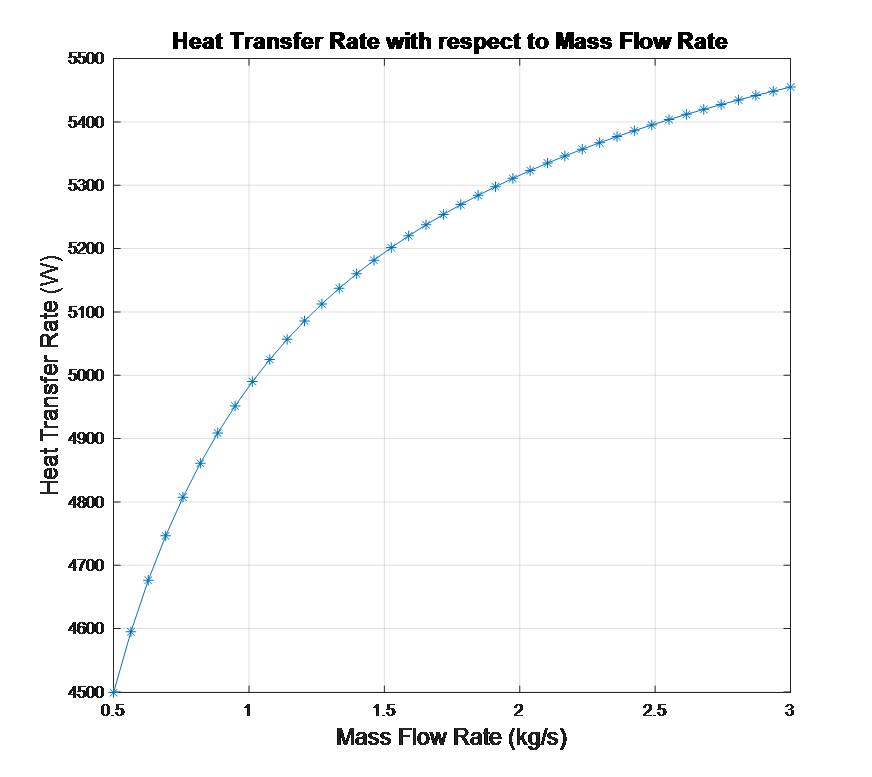 Heat Transfer Rate with respect to Mass Flow Rate
5500
5400
5300
5200
5100
5000
4900
4800
4700
4600
4500
Heat Transfer Rate (W)
0.5 1 1.5 2 2.5 3
Mass Flow Rate (kg/s)